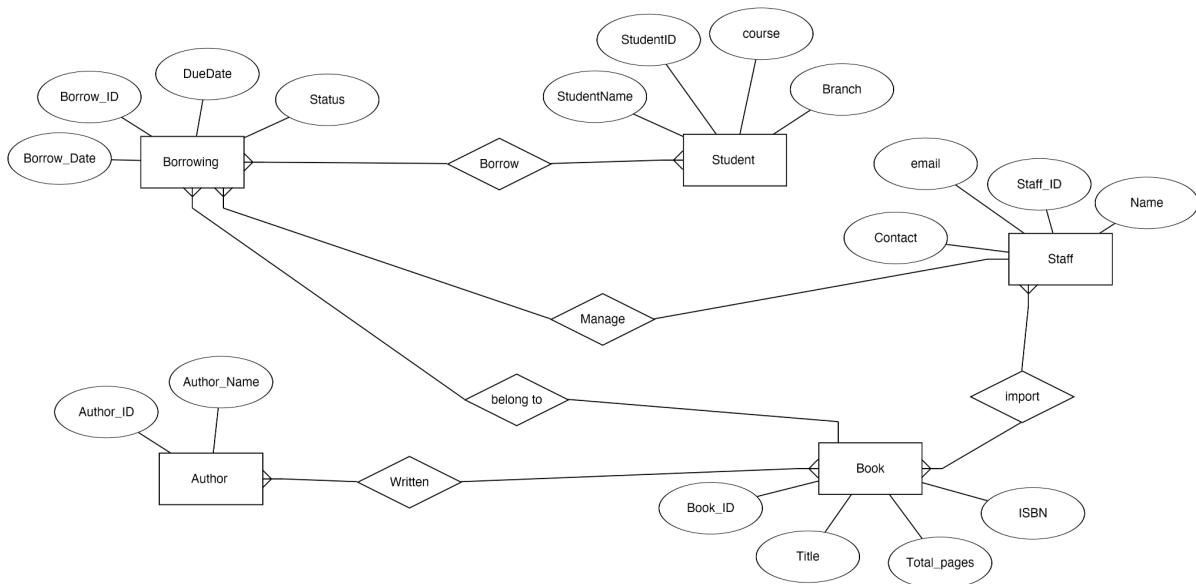 StudentID
course
DueDate
Borrow_ID
Status
StudentName
Branch
Borrow_Date
Borrowing
Borrow
Student
email
Staff_ID
Name
Contact
Staff
Manage
Author_Name
Author_ID
belong to
import
Author
Written
Book
Book_ID
ISBN
Title
Total_pages